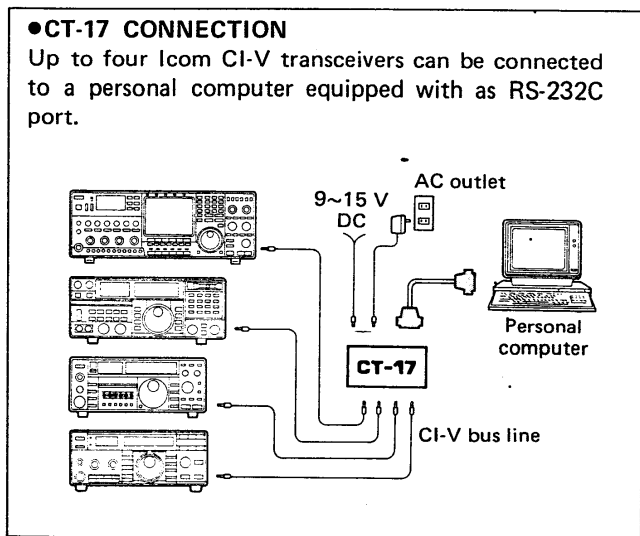 ●CT-17 CONNECTION
Up to four Icom CI-V transceivers can be connected
to a personal computer equipped with as RS-232C
port.
AC outlet
9~15 V
DC
Personal
computer
CT-17
CI-V bus line